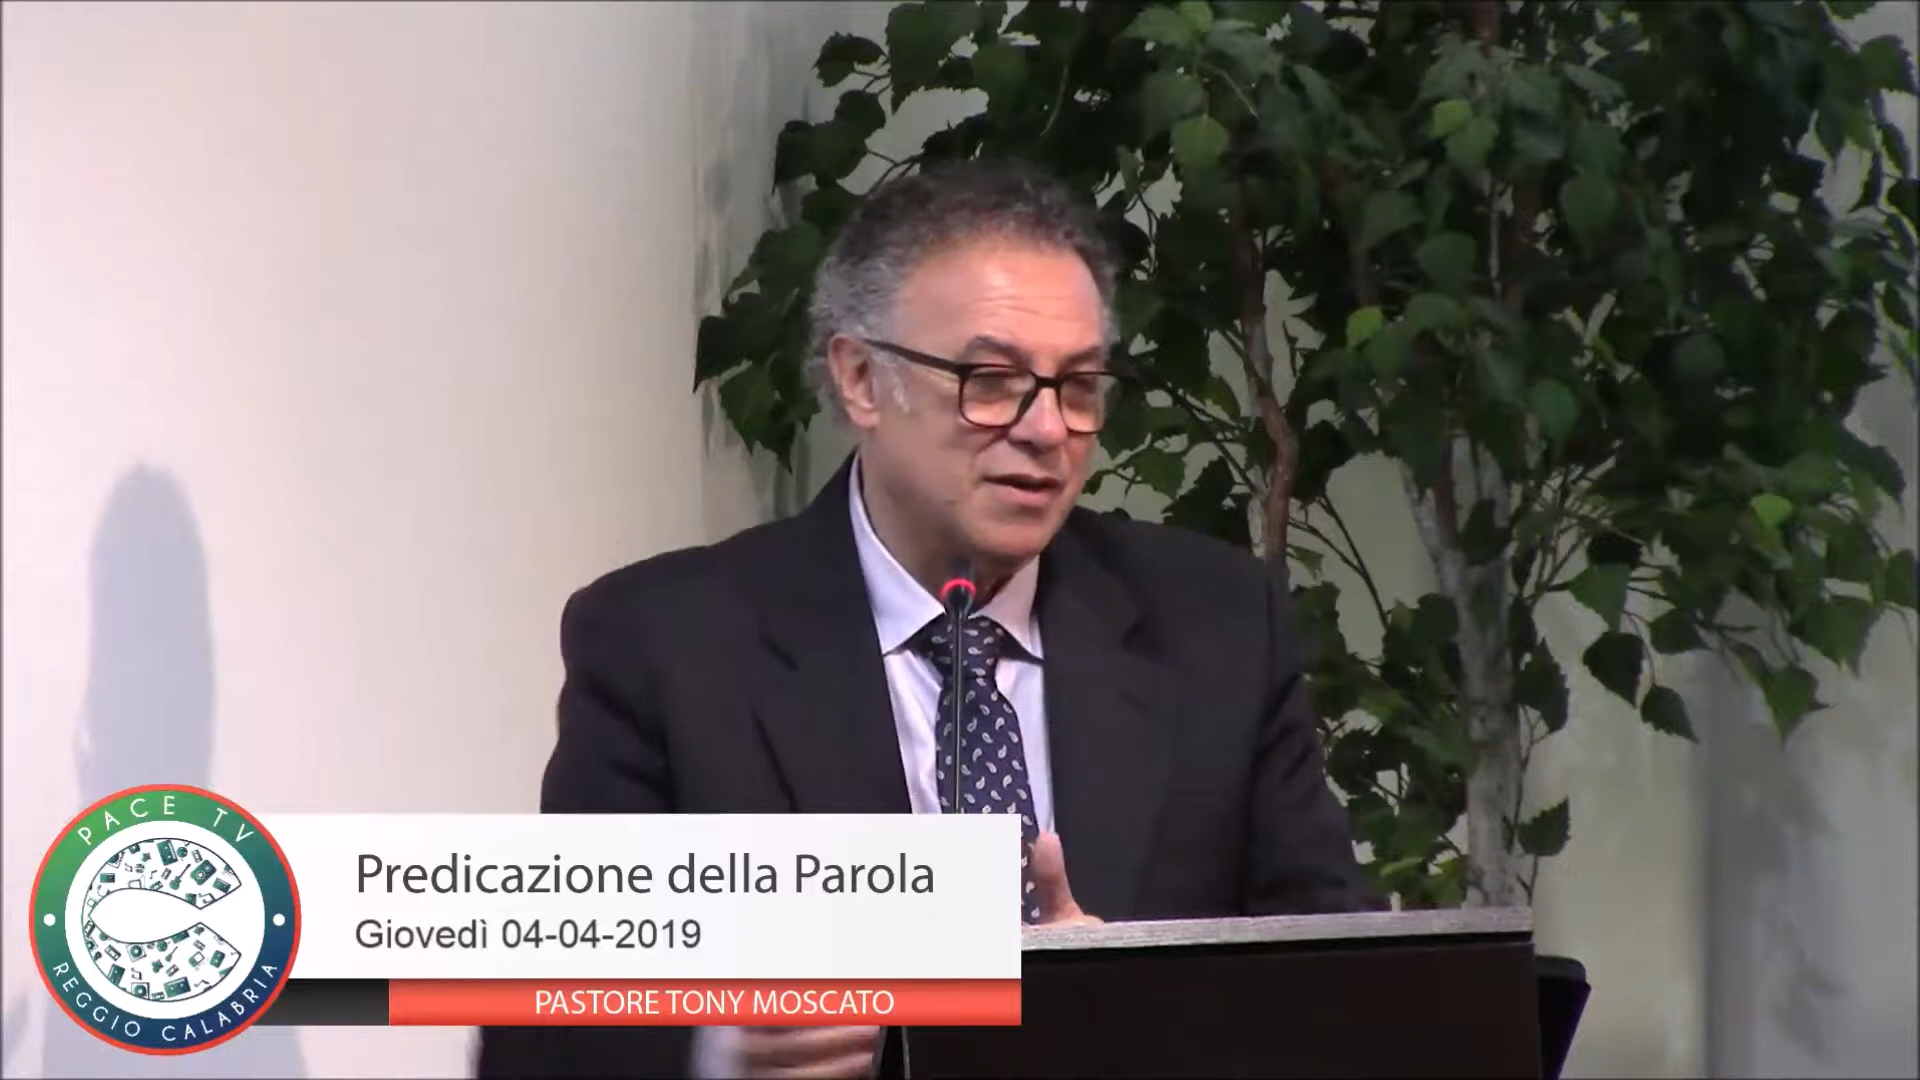 PACE TV
REGGIO CALABRIA
Predicazione della Parola
Giovedì 04-04-2019
PASTORE TONY MOSCATO